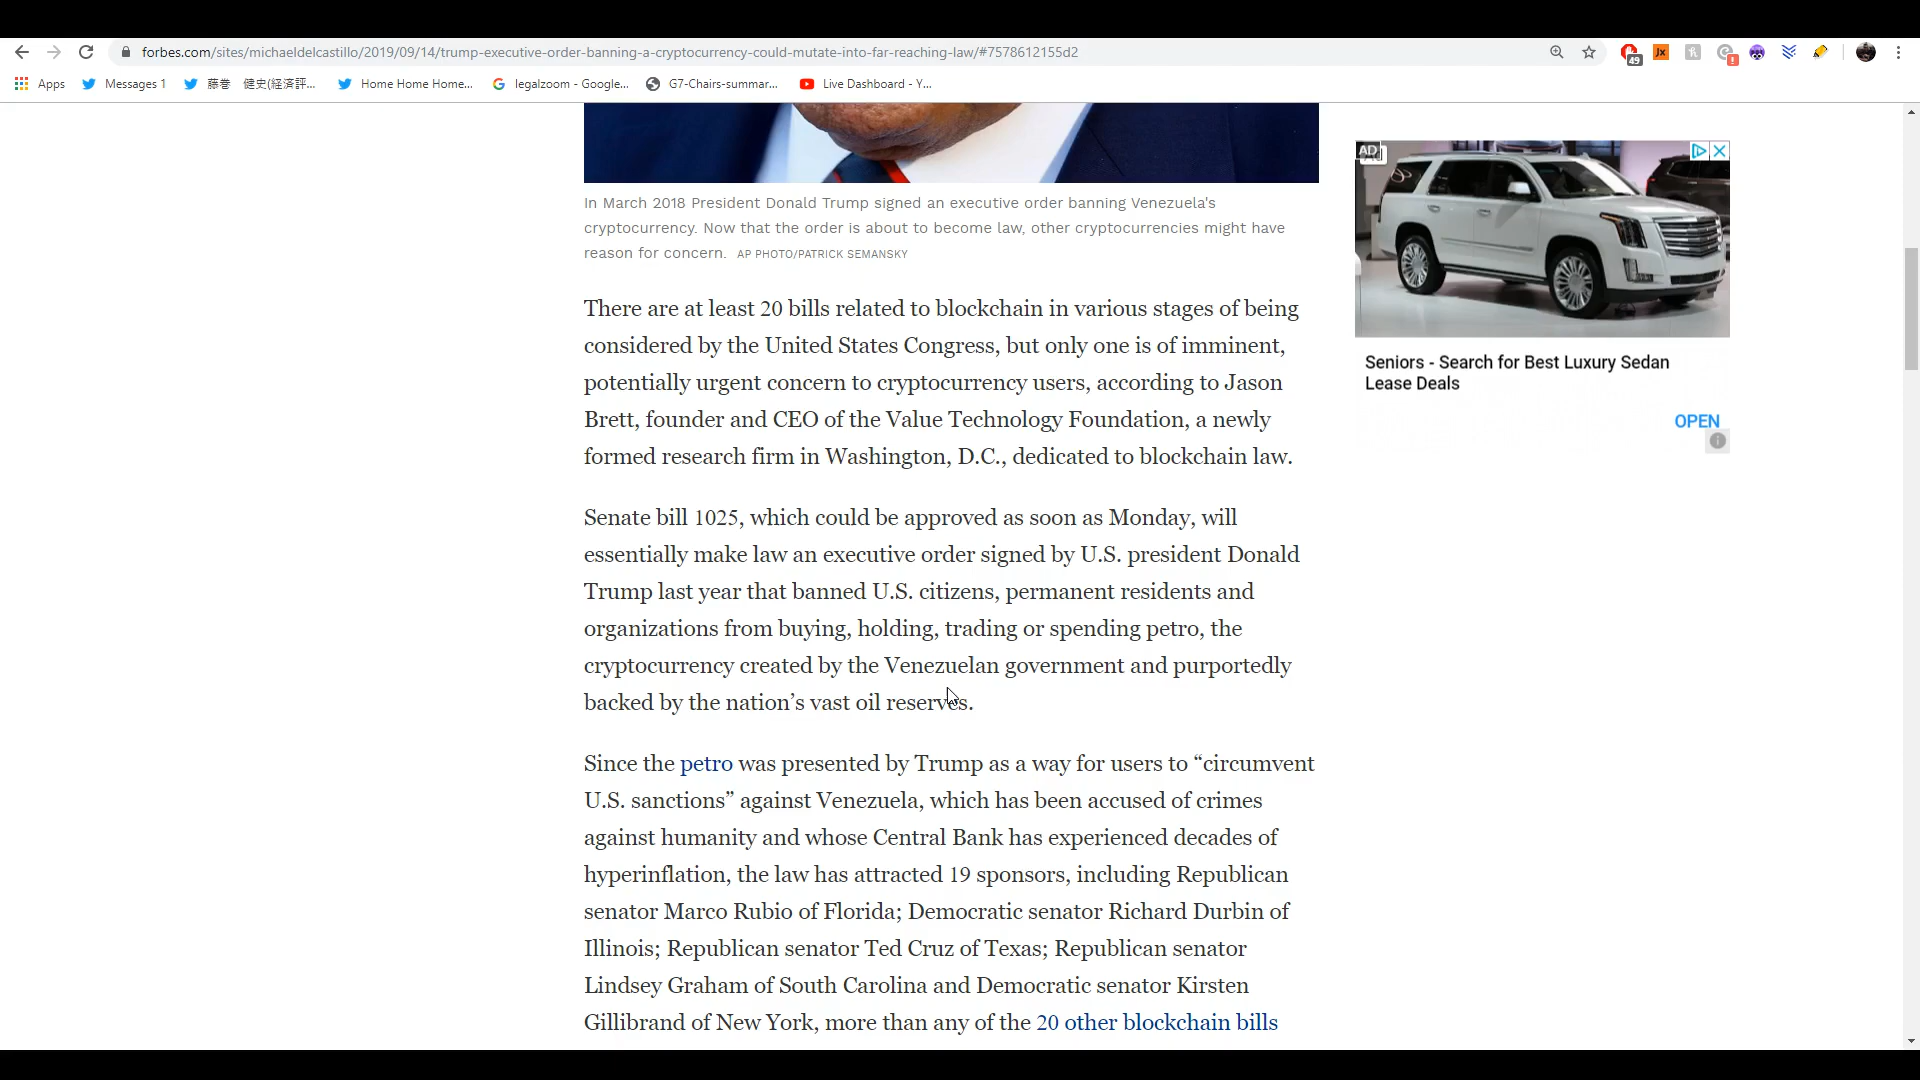 forbes.com/sites/michaeldelcastillo/2019/09/14/trump-executive-order-banning-a-cryptocurrency-could-mutate-into-far-reaching-law/#7578612155d2
49
Jx
Apps
Messages 1
藤巻 健史(経済評...
Home Home Home...
legalzoom - Google...
G7-Chairs-summar...
Live Dashboard - Y...
In March 2018 President Donald Trump signed an executive order banning Venezuela's
cryptocurrency. Now that the order is about to become law, other cryptocurrencies might have
reason for concern. AP PHOTO/PATRICK SEMANSKY
There are at least 20 bills related to blockchain in various stages of being
considered by the United States Congress, but only one is of imminent,
potentially urgent concern to cryptocurrency users, according to Jason
Brett, founder and CEO of the Value Technology Foundation, a newly
formed research firm in Washington, D.C., dedicated to blockchain law.
Senate bill 1025, which could be approved as soon as Monday, will
essentially make law an executive order signed by U.S. president Donald
Trump last year that banned U.S. citizens, permanent residents and
organizations from buying, holding, trading or spending petro, the
cryptocurrency created by the Venezuelan government and purportedly
backed by the nation’s vast oil reserves.
Since the petro was presented by Trump as a way for users to “circumvent
U.S. sanctions” against Venezuela, which has been accused of crimes
against humanity and whose Central Bank has experienced decades of
hyperinflation, the law has attracted 19 sponsors, including Republican
senator Marco Rubio of Florida; Democratic senator Richard Durbin of
Illinois; Republican senator Ted Cruz of Texas; Republican senator
Lindsey Graham of South Carolina and Democratic senator Kirsten
Gillibrand of New York, more than any of the 20 other blockchain bills
AD
Seniors - Search for Best Luxury Sedan
Lease Deals
OPEN